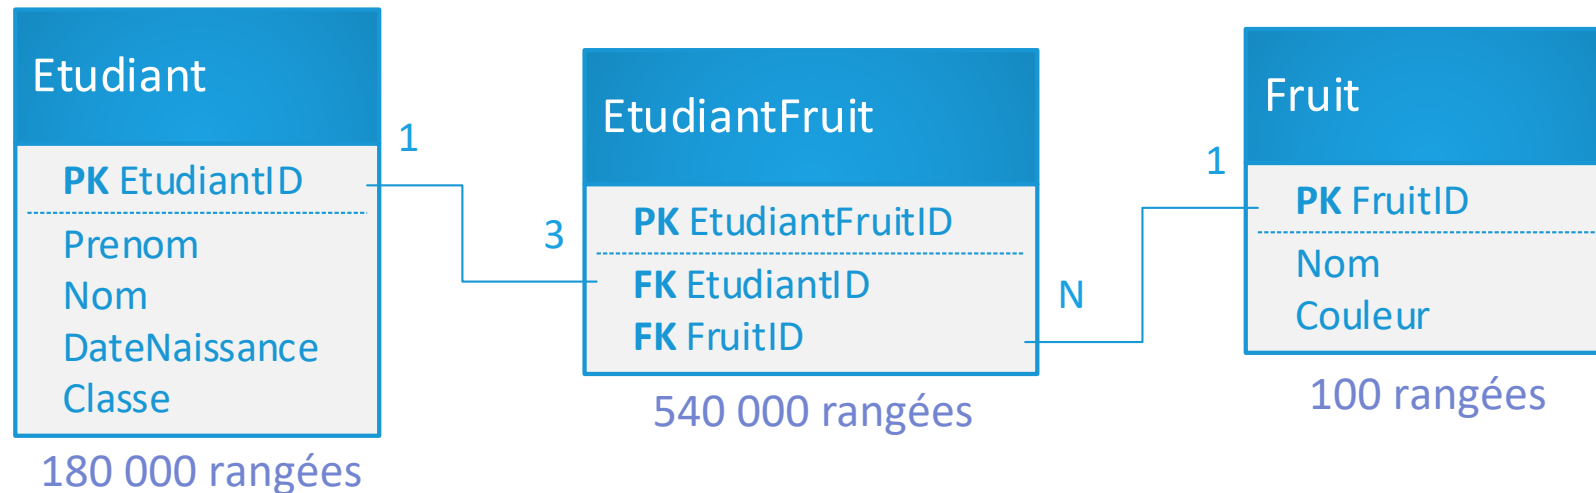 Etudiant
PK EtudiantID
Prenom
Nom
DateNaissance
Classe
180 000 rangées
1
3
EtudiantFruit
PK EtudiantFruitID
FK EtudiantID
FK FruitID
540 000 rangées
N
1
Fruit
PK FruitID
Nom
Couleur
100 rangées